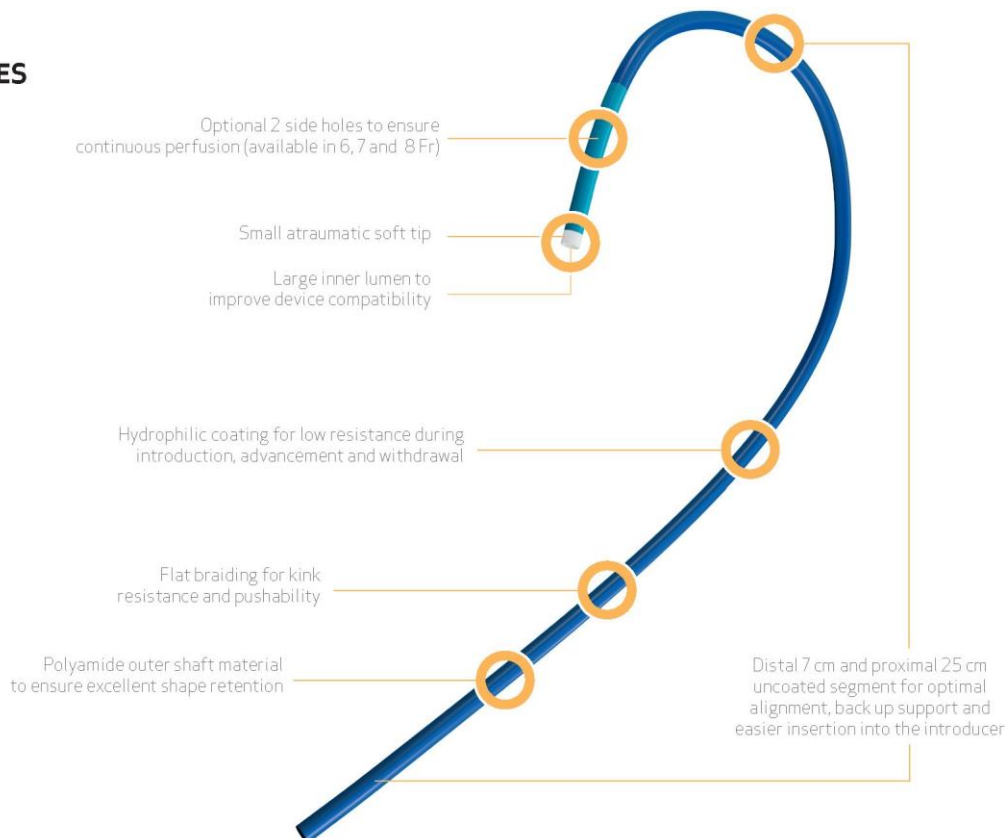 ES
Optional 2 side holes to ensure
continuous perfusion (available in 6, 7 and 8 Fr)
Small atraumatic soft tip
Large inner lumen to
improve device compatibility
Hydrophilic coating for low resistance during
introduction, advancement and withdrawal
Flat braiding for kink
resistance and pushability
Polyamide outer shaft material
to ensure excellent shape retention
Distal 7 cm and proximal 25 cm
uncoated segment for optimal
alignment, back up support and
easier insertion into the introducer